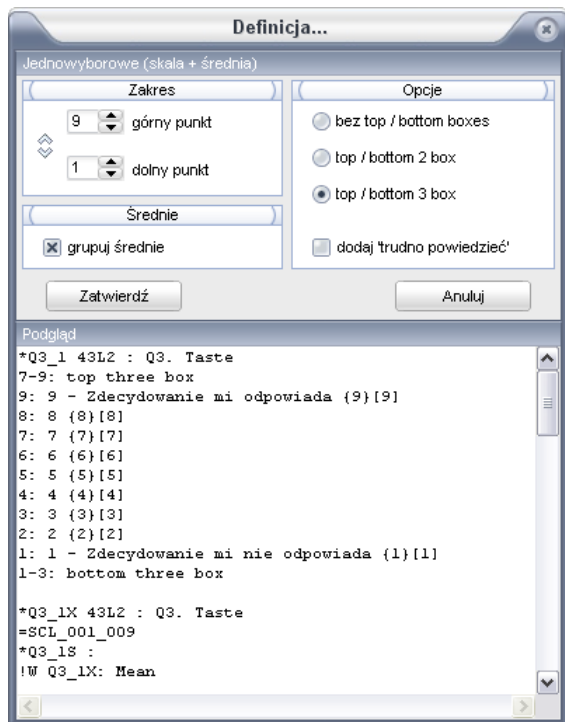 Definicja...
Jednowyborowe (skala + średnia)
Zakres
9 górny punkt
1 dolny punkt
Średnie
grupuj średnie
Opcje
bez top / bottom boxes
top / bottom 2 box
top / bottom 3 box
dodaj 'trudno powiedzieć'
Zatwierdź
Anuluj
Podgląd
*Q3_1 43L2 : Q3. Taste
7-9: top three box
9: 9 - Zdecydowanie mi odpowiada {9}[9]
8: 8 {8}[8]
7: 7 {7}[7]
6: 6 {6}[6]
5: 5 {5}[5]
4: 4 {4}[4]
3: 3 {3}[3]
2: 2 {2}[2]
1: 1 - Zdecydowanie mi nie odpowiada {1}[1]
1-3: bottom three box
*Q3_1X 43L2 : Q3. Taste
=SCL_001_009
*Q3_1S :
!W Q3_1X: Mean